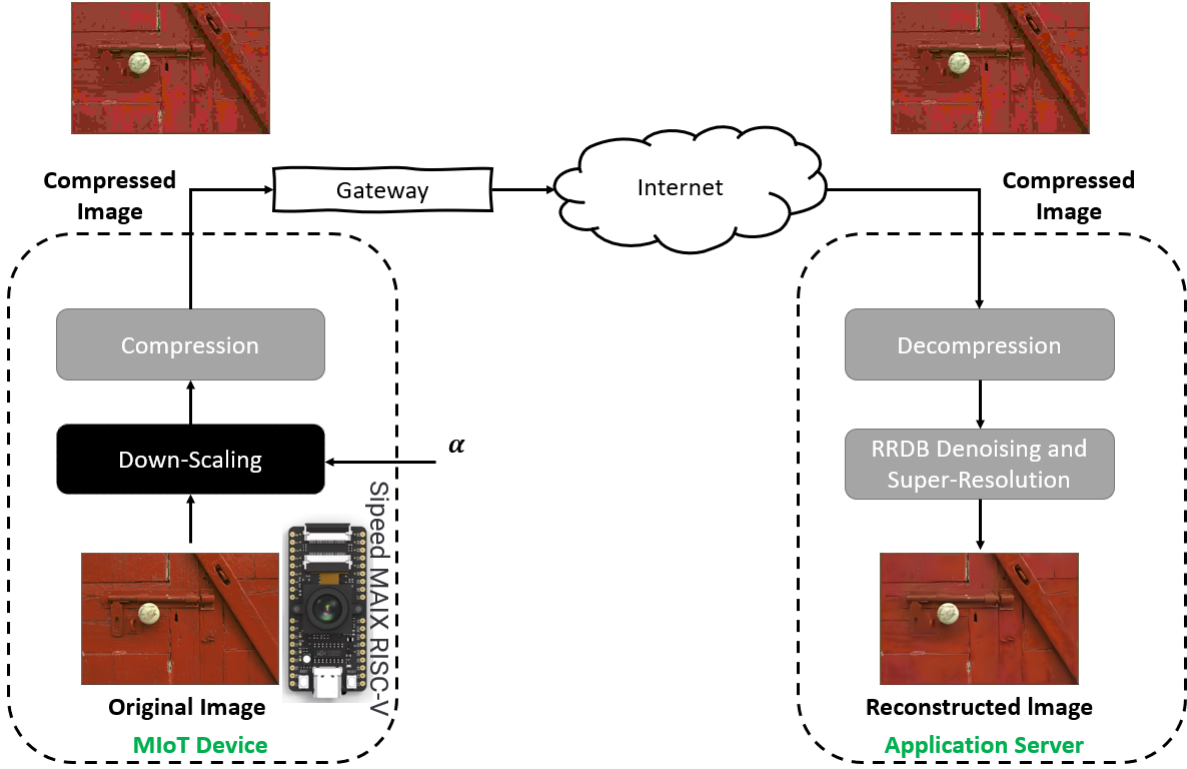 Compressed
Image
Gateway
Internet
Compressed
Image
Compression
Decompression
Down-Scaling
α
RRDB Denoising and
Super-Resolution
Sipeed MAIX RISC-V
Original Image
MIoT Device
Reconstructed Image
Application Server